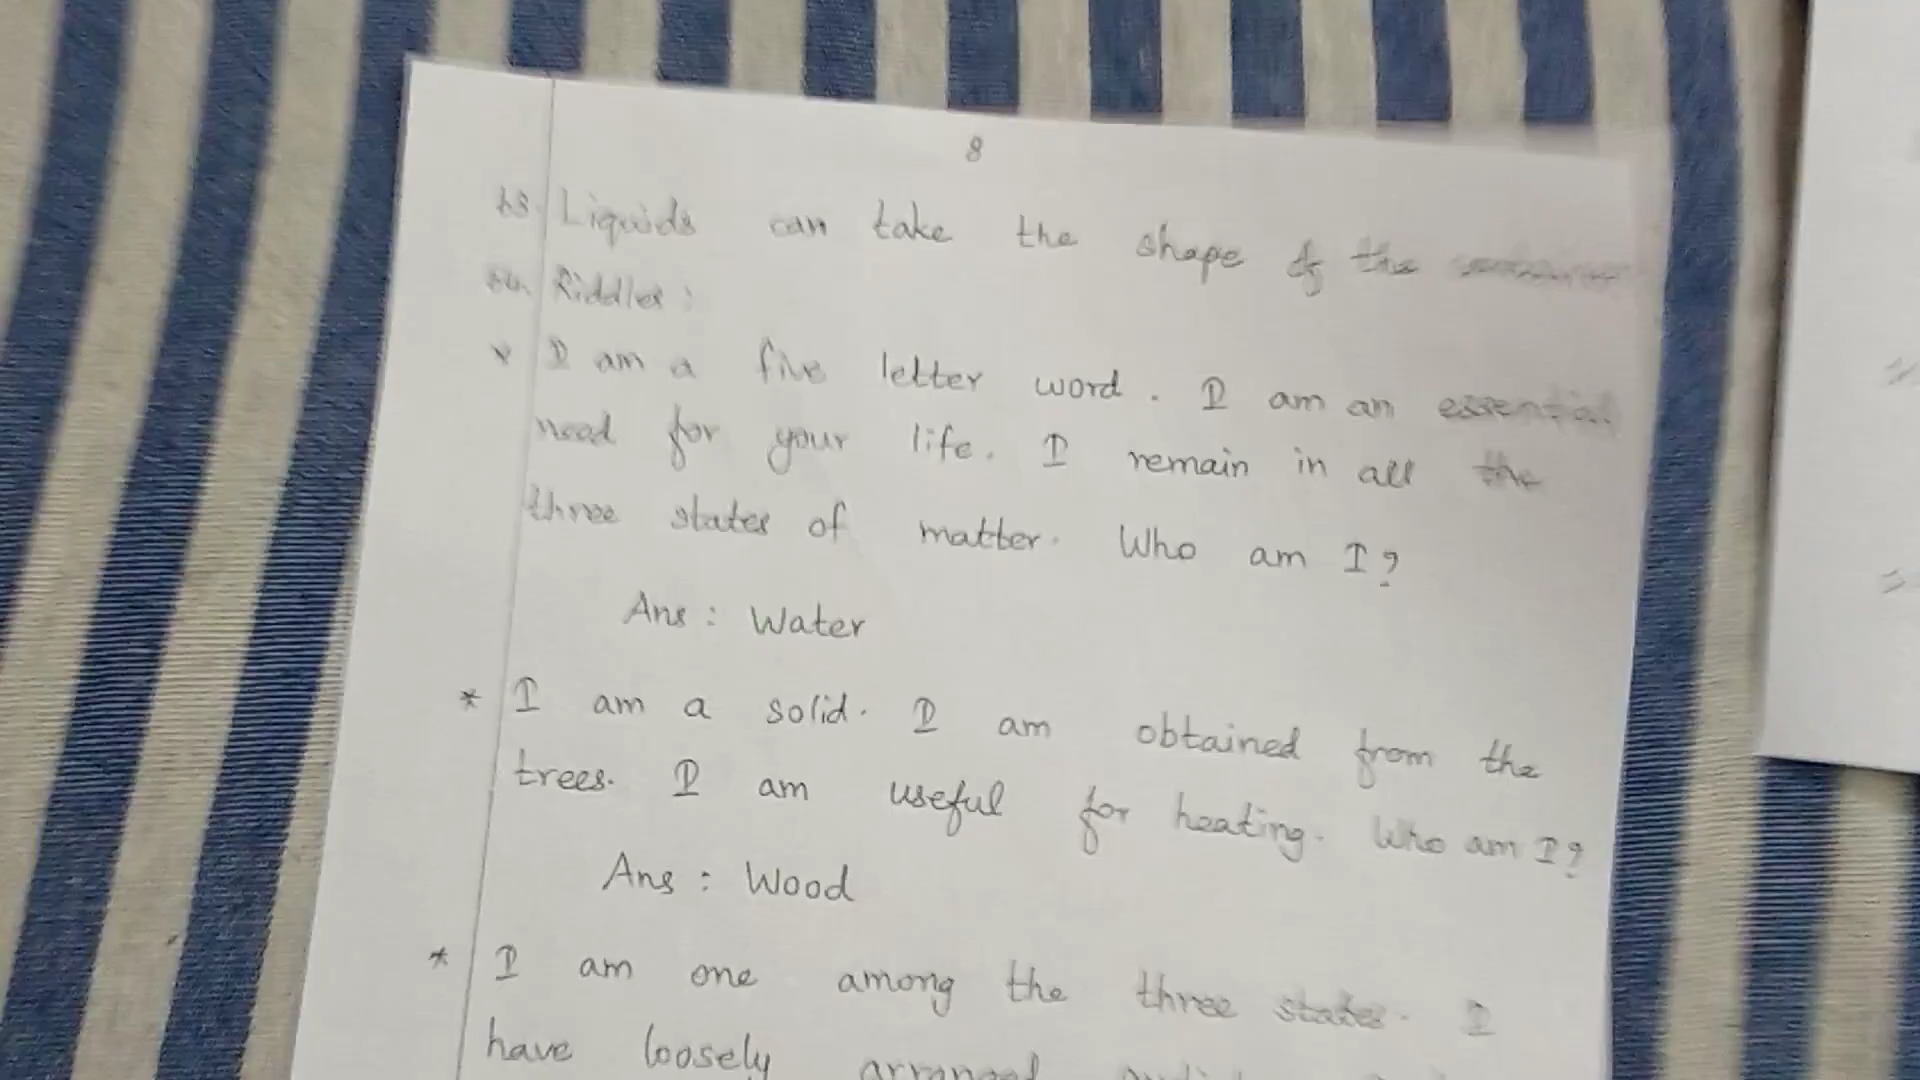 8
Liquids can take the shape of the
Riddles :
I am a five letter word. I am an essential
need for your life. I remain in all the
three states of matter. Who am I?
Ans : Water
* I am a solid. I am obtained from the
trees. I am useful for heating. Who am I?
Ans : Wood
* I am one among the three states. I
have loosely arranged